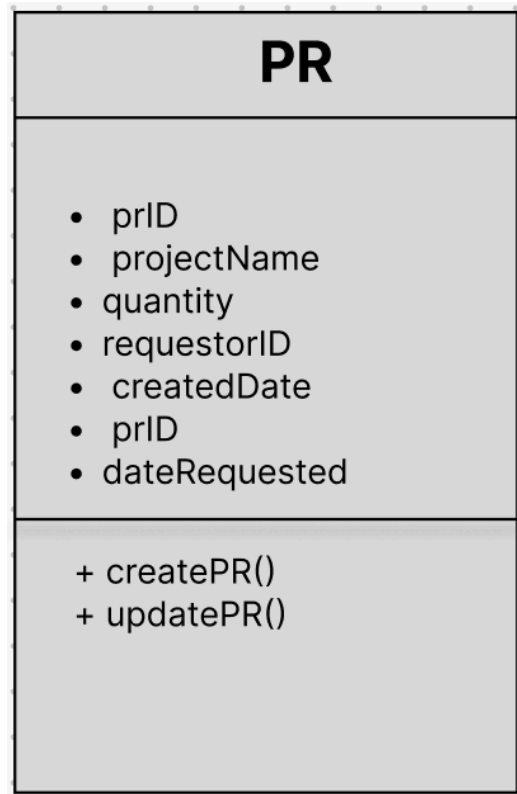 PR
• prID
• projectName
• quantity
• requestorID
• createdDate
• prID
• dateRequested
+ createPR()
+ updatePR()